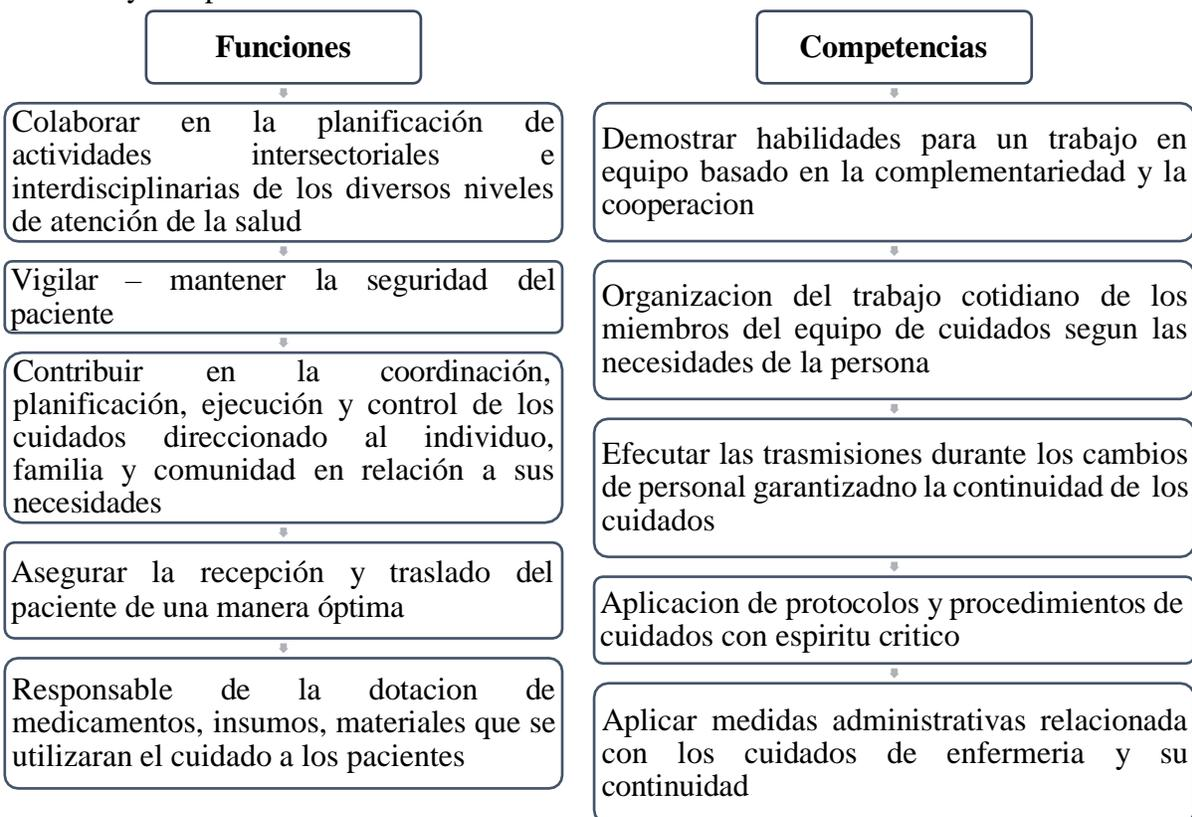 Funciones
Colaborar en la planificación de
actividades intersectoriales e
interdisciplinarias de los diversos niveles
de atención de la salud
Vigilar – mantener la seguridad del
paciente
Contribuir en la coordinación,
planificación, ejecución y control de los
cuidados direccionado al individuo,
familia y comunidad en relación a sus
necesidades
Asegurar la recepción y traslado del
paciente de una manera óptima
Responsable de la dotacion de
medicamentos, insumos, materiales que se
utilizaran el cuidado a los pacientes
Competencias
Demostrar habilidades para un trabajo en
equipo basado en la complementariedad y la
cooperacion
Organizacion del trabajo cotidiano de los
miembros del equipo de cuidados segun las
necesidades de la persona
Efecutar las trasmisiones durante los cambios
de personal garantizadno la continuidad de los
cuidados
Aplicacion de protocolos y procedimientos de
cuidados con espiritu critico
Aplicar medidas administrativas relacionada
con los cuidados de enfermeria y su
continuidad